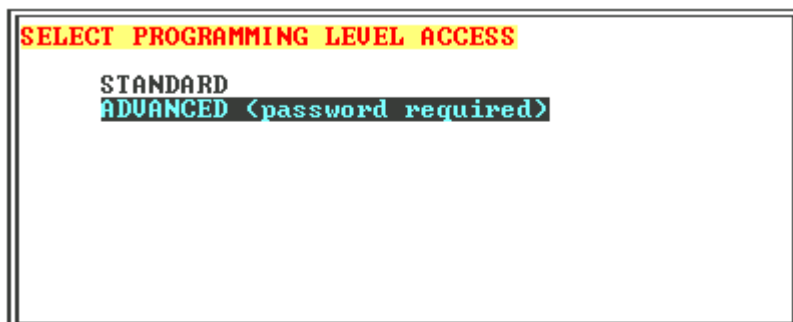 SELECT PROGRAMMING LEVEL ACCESS
STANDARD
ADVANCED (password required)